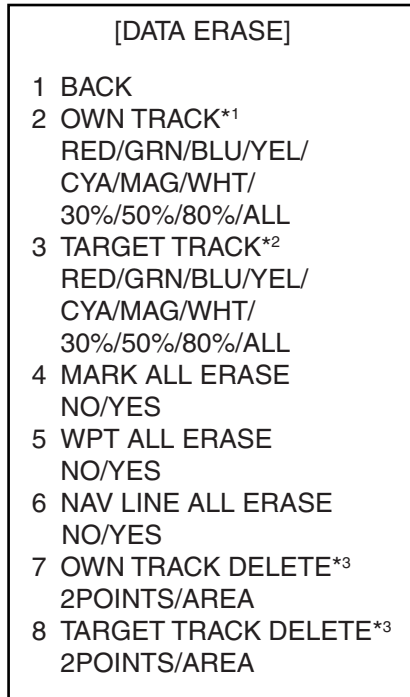 [DATA ERASE]
1 BACK
2 OWN TRACK*1
RED/GRN/BLU/YEL/
CYA/MAG/WHT/
30%/50%/80%/ALL
3 TARGET TRACK*2
RED/GRN/BLU/YEL/
CYA/MAG/WHT/
30%/50%/80%/ALL
4 MARK ALL ERASE
NO/YES
5 WPT ALL ERASE
NO/YES
6 NAV LINE ALL ERASE
NO/YES
7 OWN TRACK DELETE*3
2POINTS/AREA
8 TARGET TRACK DELETE*3
2POINTS/AREA